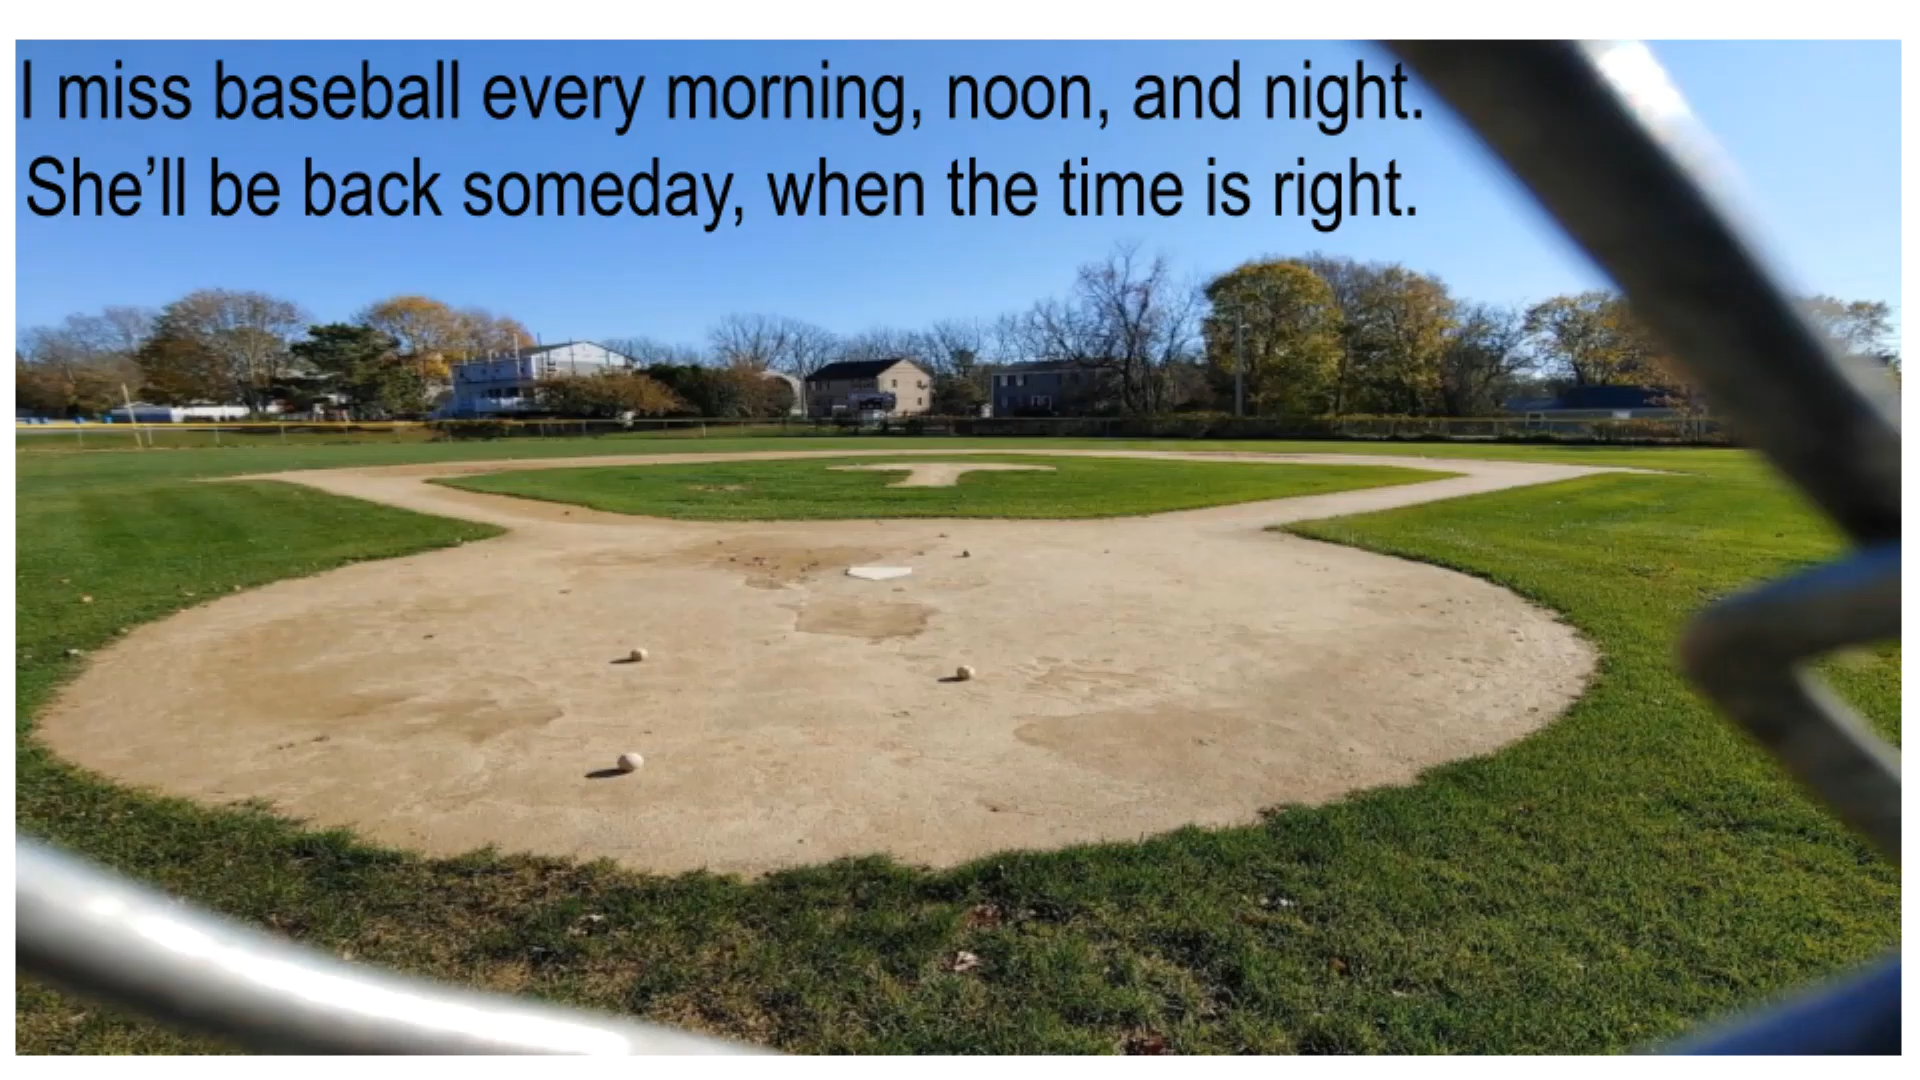 I miss baseball every morning, noon, and night.
She’ll be back someday, when the time is right.